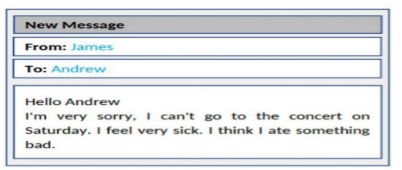 New Message
From: James
To: Andrew
Hello Andrew
I'm very sorry, I can't go to the concert on
Saturday. I feel very sick. I think I ate something
bad.